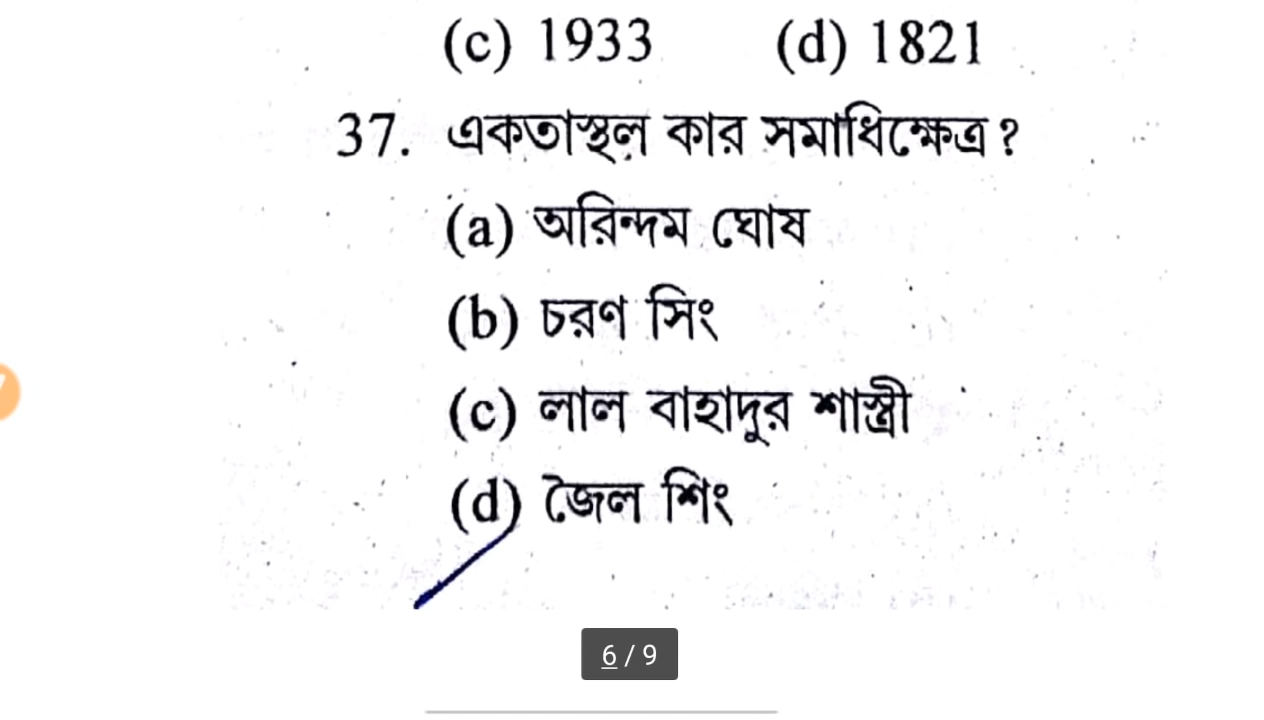 (c) 1933 (d) 1821
37. একতাস্থল কার সমাধিক্ষেত্র ?
(a) অরিন্দম ঘোষ
(b) চরণ সিং
(c) লাল বাহাদুর শাস্ত্রী
(d) জৈল শিং
6 / 9